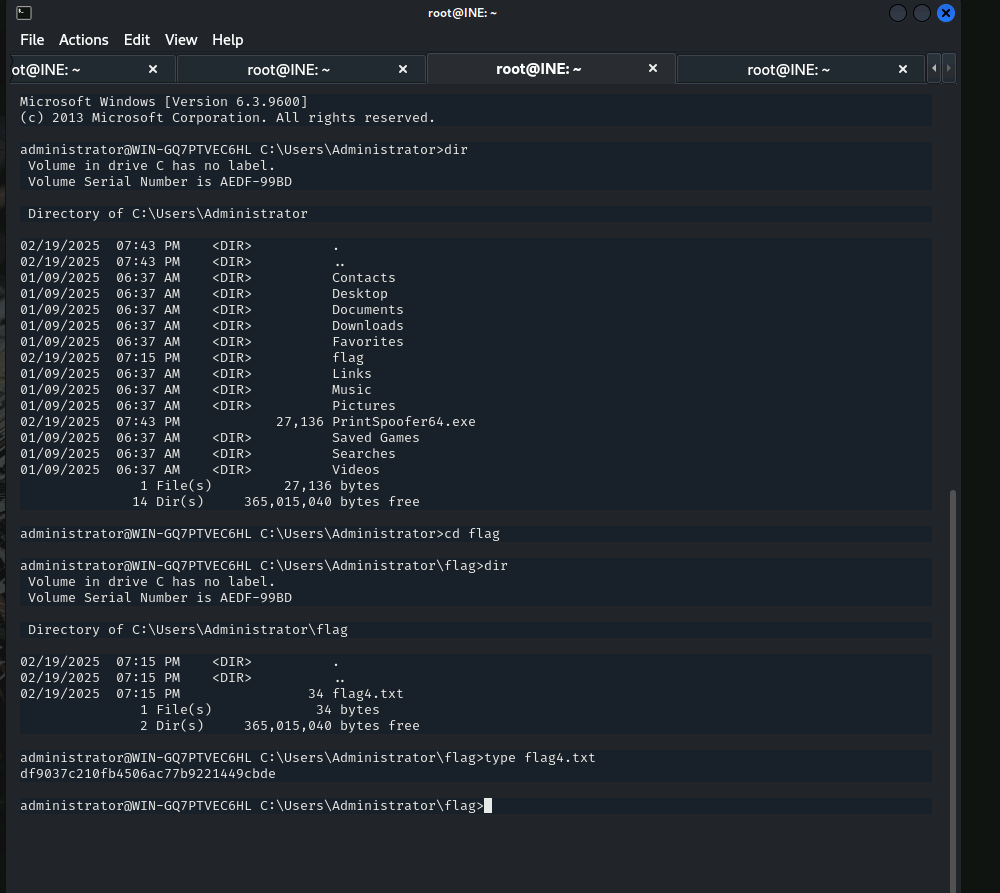 root@INE: ~
File Actions Edit View Help
ot@INE: ~ × root@INE: ~ × root@INE: ~ × root@INE: ~ ×
Microsoft Windows [Version 6.3.9600]
(c) 2013 Microsoft Corporation. All rights reserved.
administrator@WIN-GQ7PTVEC6HL C:\Users\Administrator>dir
 Volume in drive C has no label.
 Volume Serial Number is AEDF-99BD
 Directory of C:\Users\Administrator
02/19/2025  07:43 PM    <DIR>          .
02/19/2025  07:43 PM    <DIR>          ..
01/09/2025  06:37 AM    <DIR>          Contacts
01/09/2025  06:37 AM    <DIR>          Desktop
01/09/2025  06:37 AM    <DIR>          Documents
01/09/2025  06:37 AM    <DIR>          Downloads
01/09/2025  06:37 AM    <DIR>          Favorites
02/19/2025  07:15 PM    <DIR>          flag
01/09/2025  06:37 AM    <DIR>          Links
01/09/2025  06:37 AM    <DIR>          Music
01/09/2025  06:37 AM    <DIR>          Pictures
02/19/2025  07:43 PM            27,136 PrintSpoofer64.exe
01/09/2025  06:37 AM    <DIR>          Saved Games
01/09/2025  06:37 AM    <DIR>          Searches
01/09/2025  06:37 AM    <DIR>          Videos
               1 File(s)         27,136 bytes
              14 Dir(s)     365,015,040 bytes free
administrator@WIN-GQ7PTVEC6HL C:\Users\Administrator>cd flag
administrator@WIN-GQ7PTVEC6HL C:\Users\Administrator\flag>dir
 Volume in drive C has no label.
 Volume Serial Number is AEDF-99BD
 Directory of C:\Users\Administrator\flag
02/19/2025  07:15 PM    <DIR>          .
02/19/2025  07:15 PM    <DIR>          ..
02/19/2025  07:15 PM                34 flag4.txt
               1 File(s)             34 bytes
               2 Dir(s)     365,015,040 bytes free
administrator@WIN-GQ7PTVEC6HL C:\Users\Administrator\flag>type flag4.txt
df9037c210fb4506ac77b9221449cbde
administrator@WIN-GQ7PTVEC6HL C:\Users\Administrator\flag>